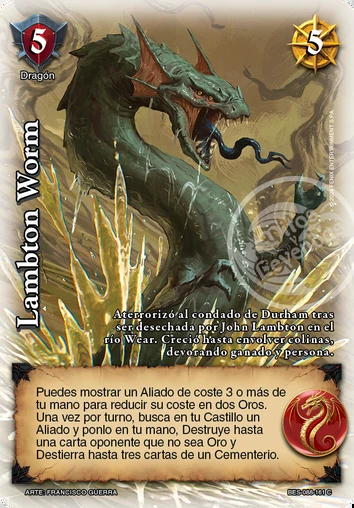 5
Dragón
5
Lambton Worm
Aterrorizó al condado de Durham tras
ser desechada por John Lambton en el
río Wear. Creció hasta envolver colinas,
devorando ganado y persona.
Puedes mostrar un Aliado de coste 3 o más de
tu mano para reducir su coste en dos Oros.
Una vez por turno, busca en tu Castillo un
Aliado y ponlo en tu mano, Destruye hasta
una carta oponente que no sea Oro y
Destierra hasta tres cartas de un Cementerio.
ARTE: FRANCISCO GUERRA